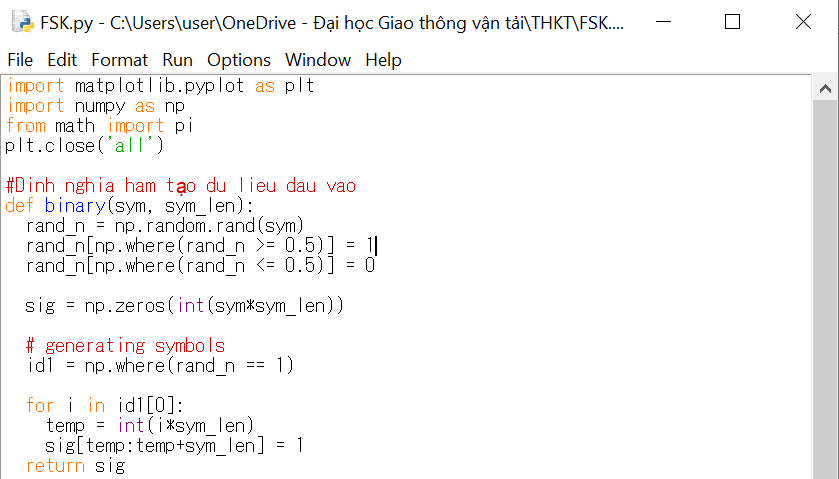 FSK.py - C:\Users\user\OneDrive - Đại học Giao thông vận tải\THKT\FSK....
File Edit Format Run Options Window Help
import matplotlib.pyplot as plt
import numpy as np
from math import pi
plt.close('all')

#Dinh nghia ham tạo du lieu dau vao
def binary(sym, sym_len):
  rand_n = np.random.rand(sym)
  rand_n[np.where(rand_n >= 0.5)] = 1
  rand_n[np.where(rand_n <= 0.5)] = 0

  sig = np.zeros(int(sym*sym_len))

  # generating symbols
  id1 = np.where(rand_n == 1)

  for i in id1[0]:
    temp = int(i*sym_len)
    sig[temp:temp+sym_len] = 1
  return sig